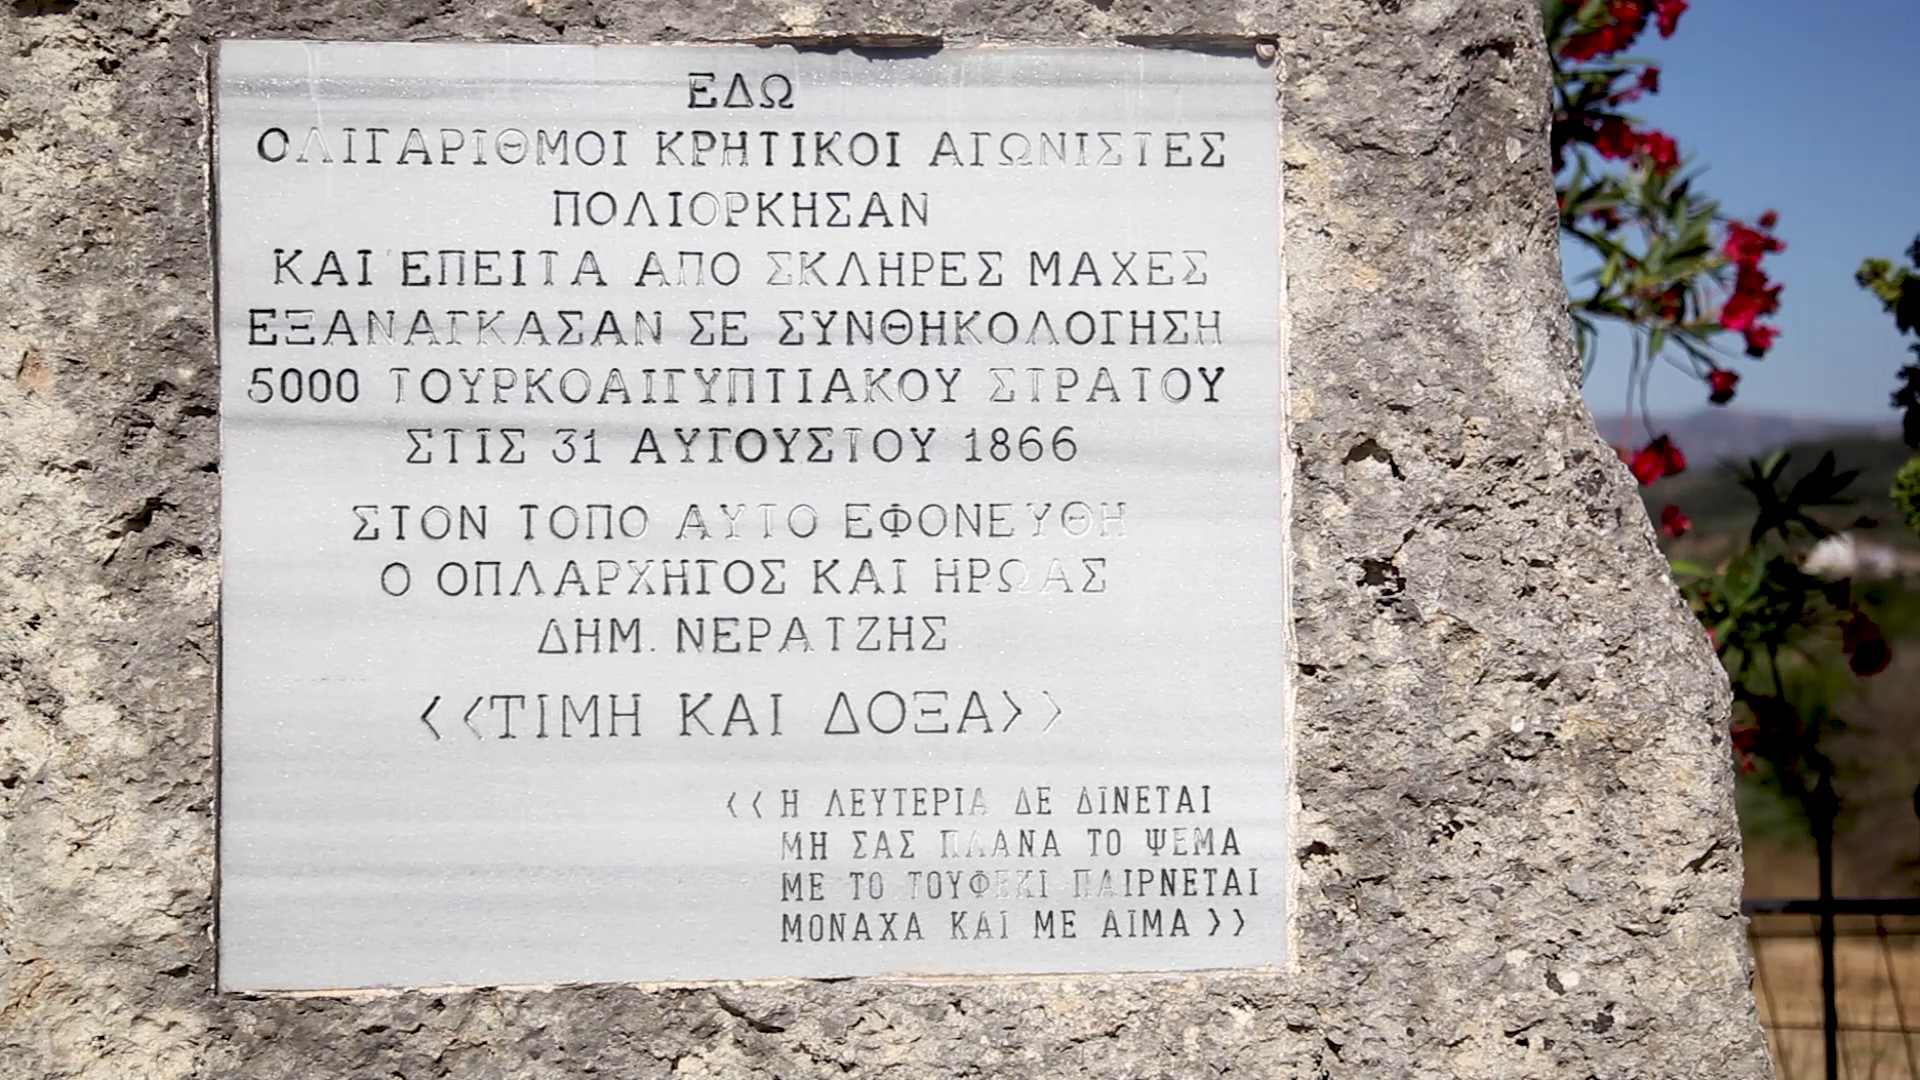 ΕΔΩ
ΟΛΙΓΑΡΙΘΜΟΙ ΚΡΗΤΙΚΟΙ ΑΓΩΝΙΣΤΕΣ
ΠΟΛΙΟΡΚΗΣΑΝ
ΚΑΙ ΕΠΕΙΤΑ ΑΠΟ ΣΚΛΗΡΕΣ ΜΑΧΕΣ
ΕΞΑΝΑΓΚΑΣΑΝ ΣΕ ΣΥΝΘΗΚΟΛΟΓΗΣΗ
5000 ΤΟΥΡΚΟΑΙΓΥΠΤΙΑΚΟΥ ΣΤΡΑΤΟΥ
ΣΤΙΣ 31 ΑΥΓΟΥΣΤΟΥ 1866
ΣΤΟΝ ΤΟΠΟ ΑΥΤΟ ΕΦΟΝΕΥΘΗ
Ο ΟΠΛΑΡΧΗΓΟΣ ΚΑΙ ΗΡΩΑΣ
ΔΗΜ. ΝΕΡΑΤΖΗΣ
<<ΤΙΜΗ ΚΑΙ ΔΟΞΑ>>
<< Η ΛΕΥΤΕΡΙΑ ΔΕ ΔΙΝΕΤΑΙ
ΜΗ ΣΑΣ ΠΛΑΝΑ ΤΟ ΨΕΜΑ
ΜΕ ΤΟ ΤΟΥΦΕΚΙ ΠΑΙΡΝΕΤΑΙ
ΜΟΝΑΧΑ ΚΑΙ ΜΕ ΑΙΜΑ >>